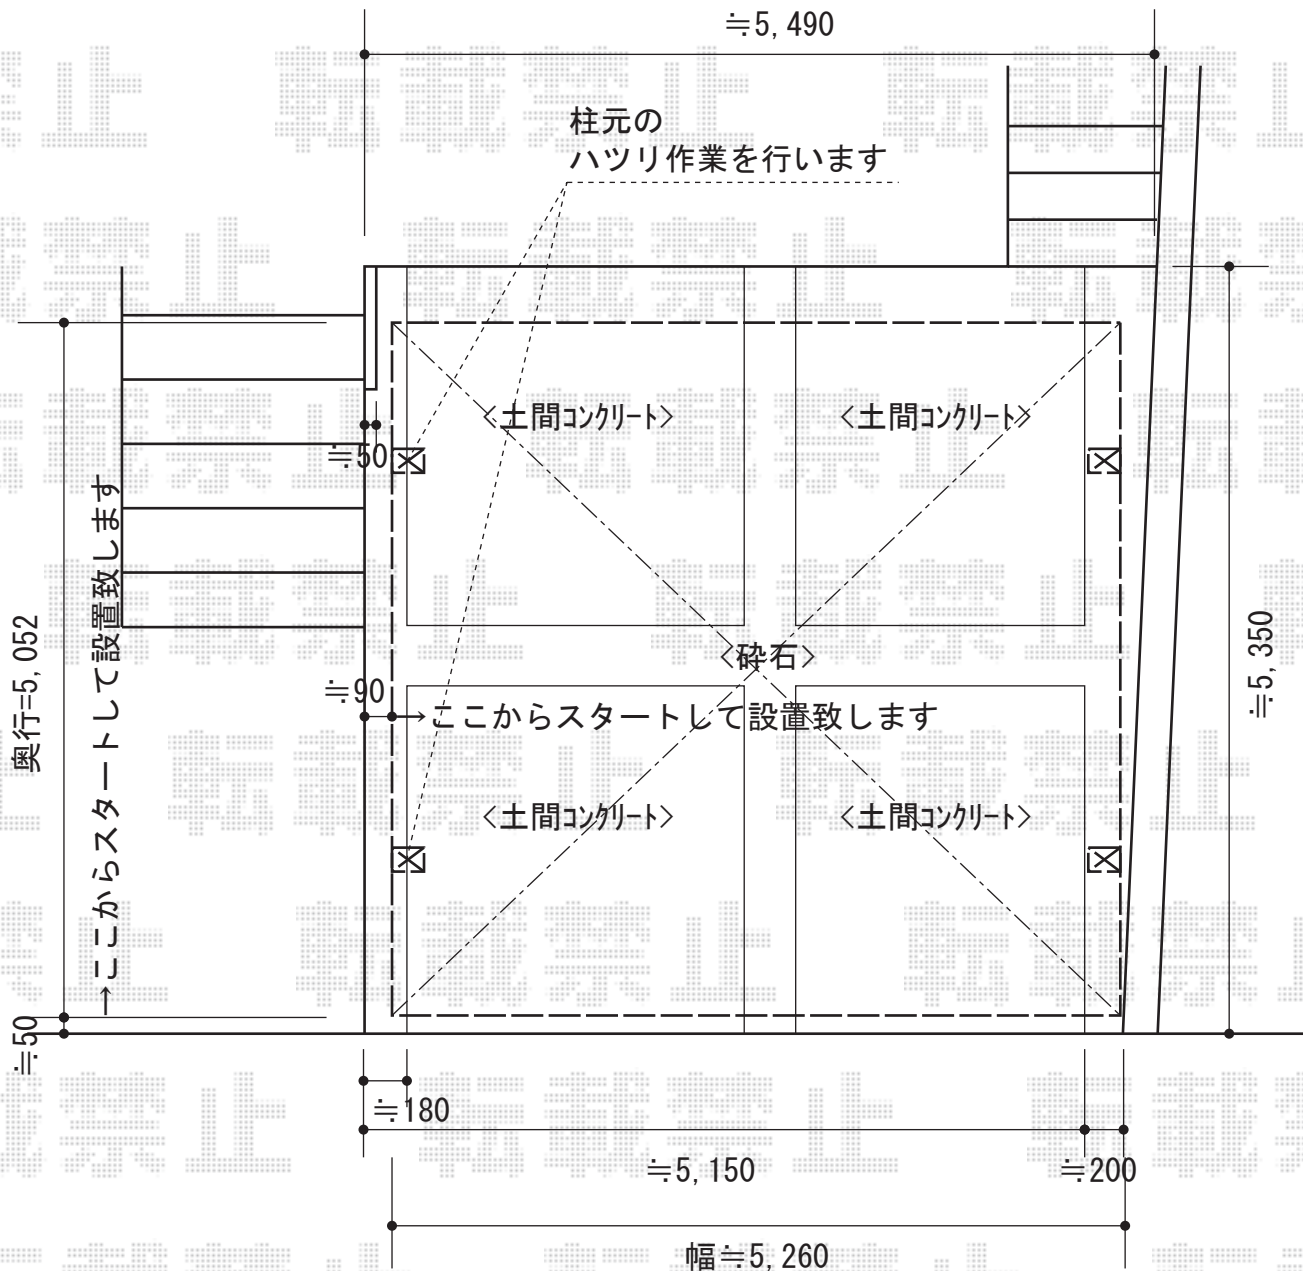 ≒5,490
柱元の
ハツリ作業を行います
<土間コンクリート>
<土間コンクリート>
≒50
奥行=5,052
→ここからスタートして設置致します
≒5,350
<砕石>
≒90
→ここからスタートして設置致します
<土間コンクリート>
<土間コンクリート>
≒50
≒180
≒5,150
≒200
幅≒5,260
転載禁止